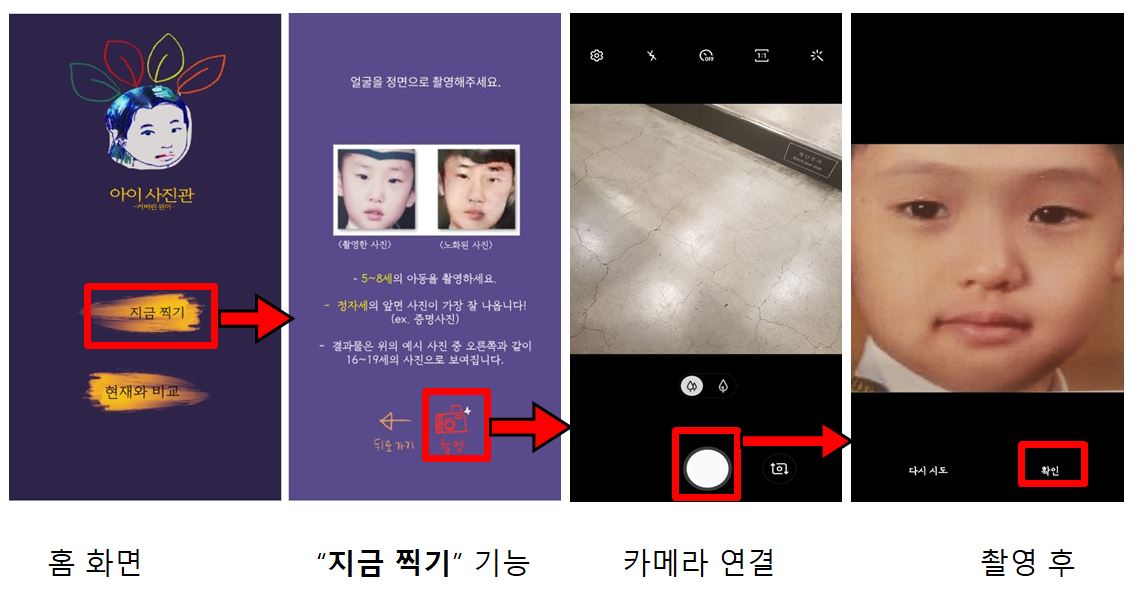 아이 사진관
-커버린 원이-
지금 찍기
현재와 비교
얼굴을 정면으로 촬영해주세요.
<촬영한 사진>
<노화된 사진>
- 5~8세의 아동을 촬영하세요.
- 정자세의 앞면 사진이 가장 잘 나옵니다!
(ex. 증명사진)
- 결과물은 위의 예시 사진 중 오른쪽과 같이
16~19세의 사진으로 보여집니다.
뒤로가기
촬영
OFF
1:1
계단주의
다시 시도
확인
홈 화면
“지금 찍기” 기능
카메라 연결
촬영 후